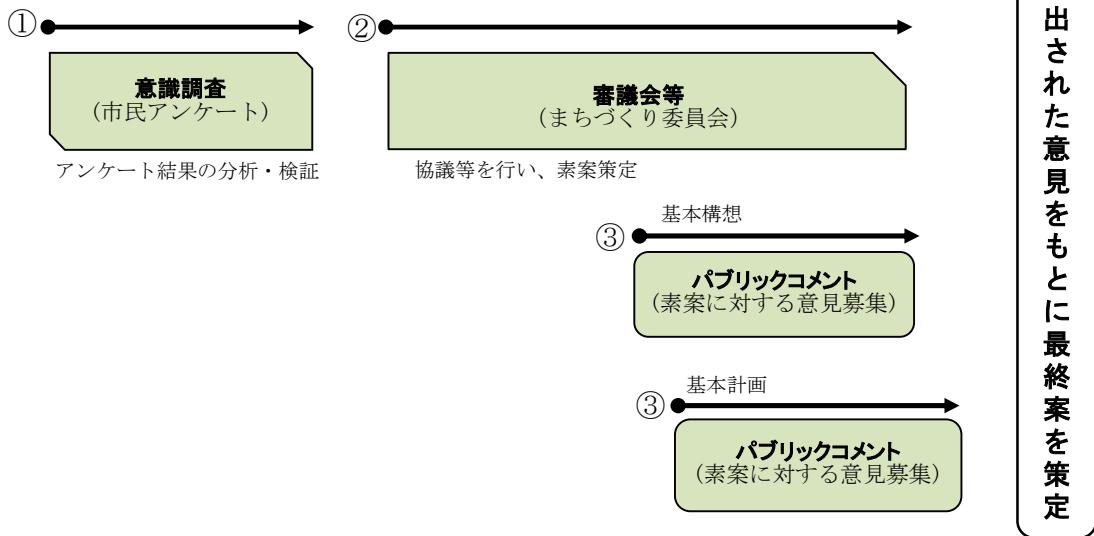 ①
意識調査
（市民アンケート）
アンケート結果の分析・検証
②
審議会等
（まちづくり委員会）
協議等を行い、素案策定
基本構想
③
パブリックコメント
（素案に対する意見募集）
基本計画
③
パブリックコメント
（素案に対する意見募集）
出された意見をもとに最終案を策定